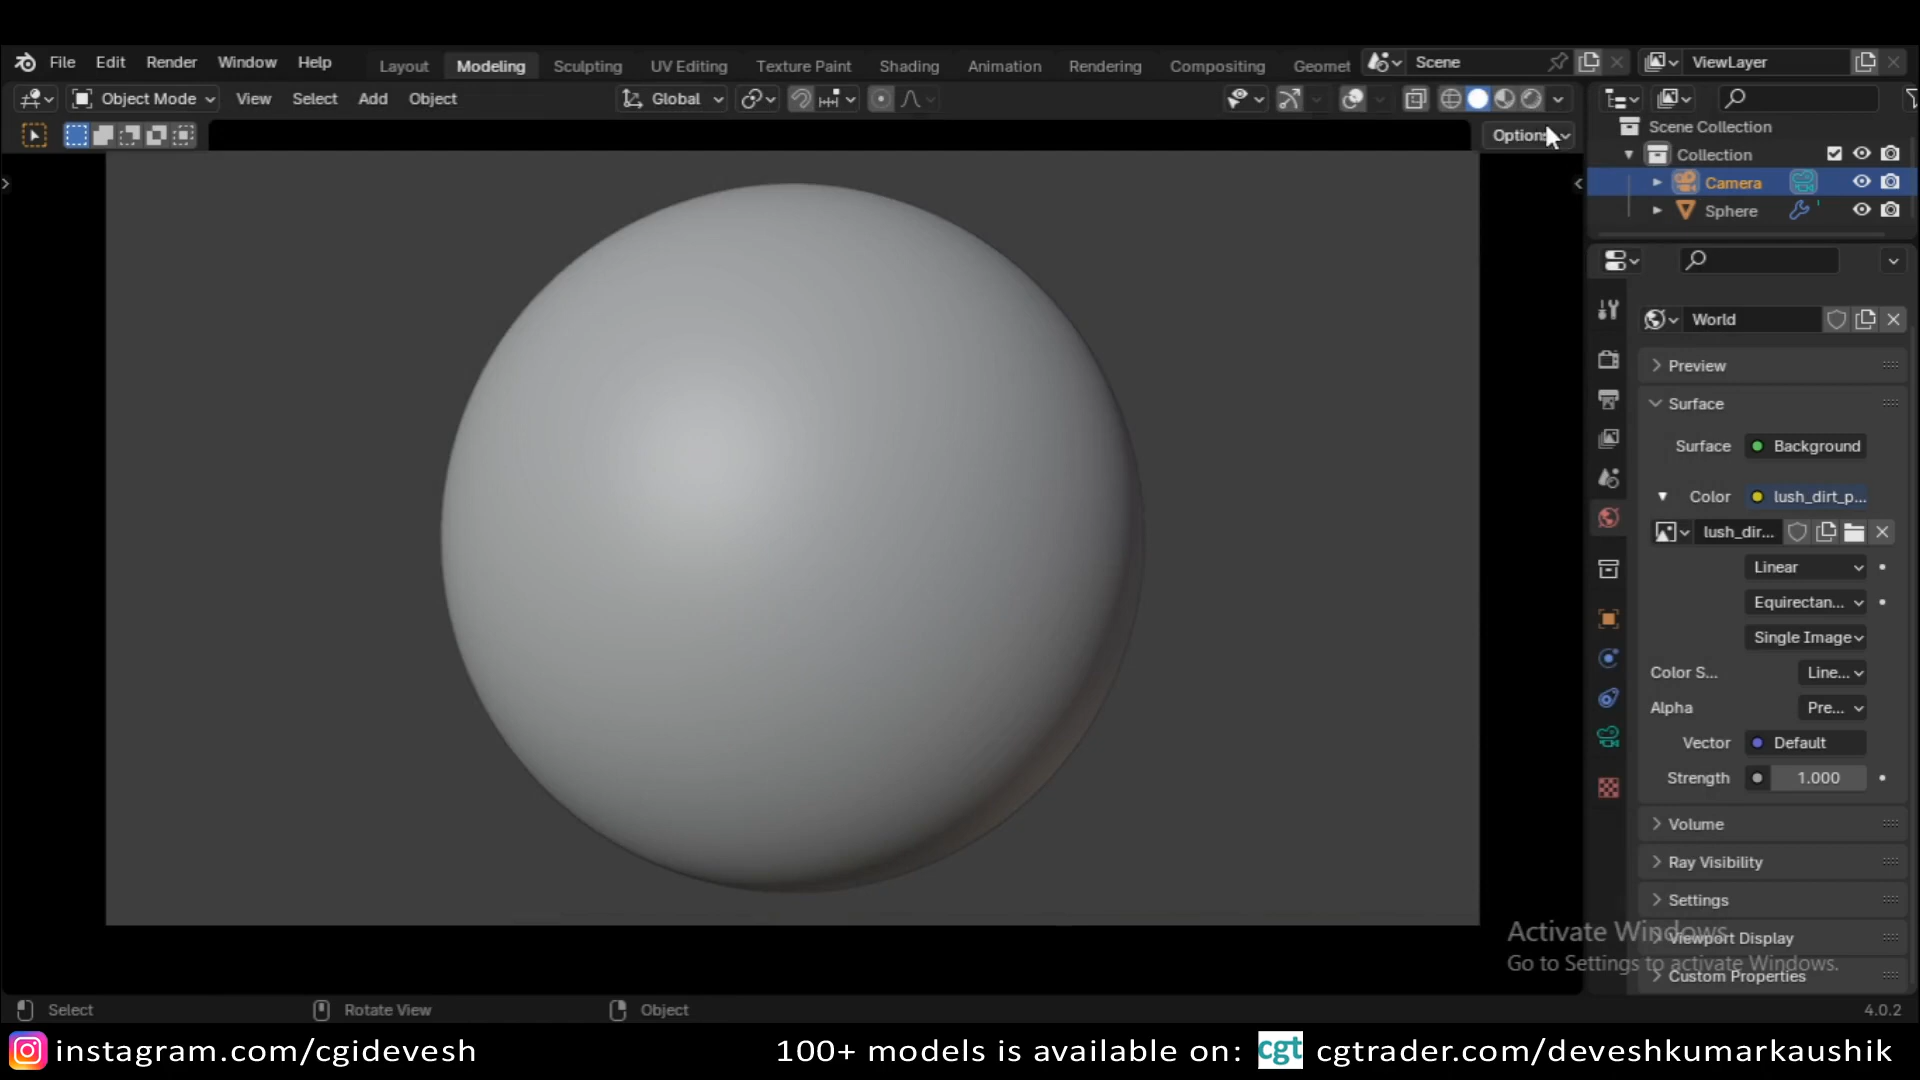 File Edit Render Window Help Layout Modeling Sculpting UV Editing Texture Paint Shading Animation Rendering Compositing Geomet Scene ViewLayer
Object Mode View Select Add Object Global
Options
Scene Collection
Collection
Camera
Sphere
World
Preview
Surface
Surface Background
Color lush_dirt_p...
lush_dir...
Linear
Equirectan...
Single Image
Color S... Line...
Alpha Pre...
Vector Default
Strength 1.000
Volume
Ray Visibility
Settings
Activate Windows
Viewport Display
Go to Settings to activate Windows.
Custom Properties
Select Rotate View Object 4.0.2
instagram.com/cgidevesh 100+ models is available on: cgt cgtrader.com/deveshkumarkaushik